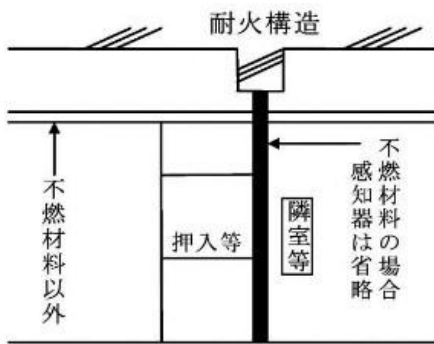 耐火構造
不燃材料以外
押入等
隣室等
不燃材料の場合
感知器は省略